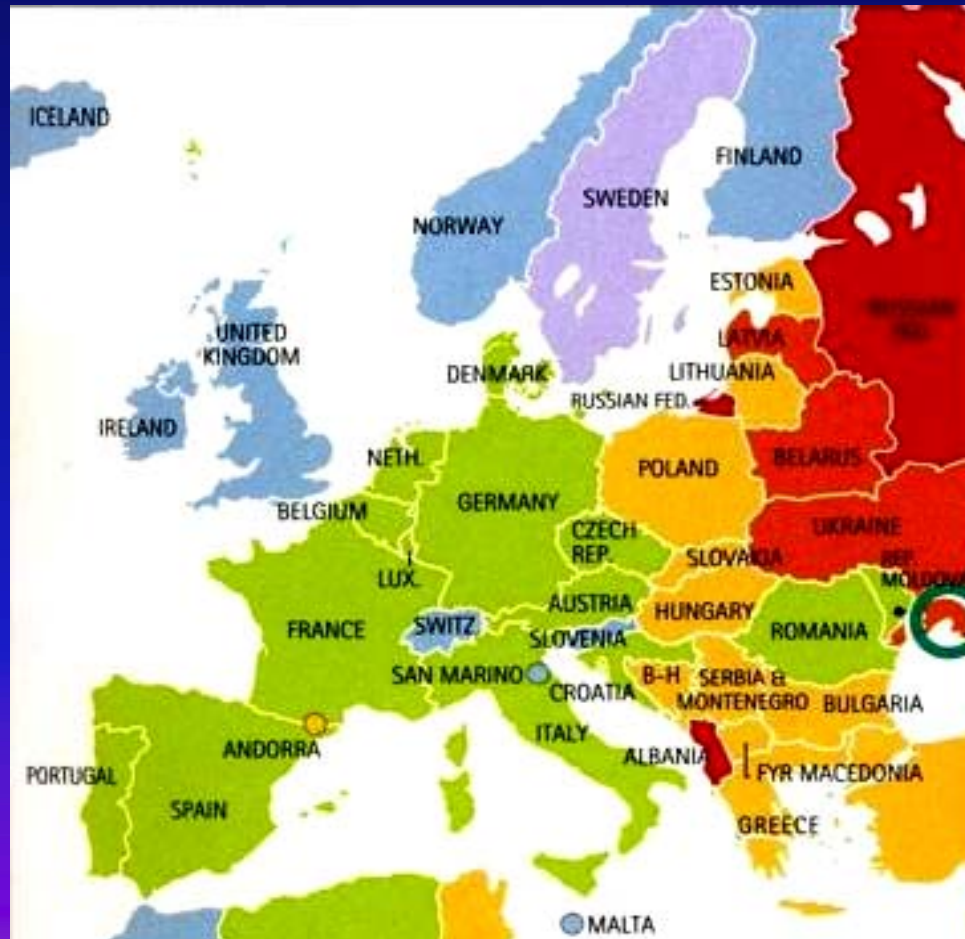 ICELAND
FINLAND
SWEDEN
NORWAY
ESTONIA
UNITED
KINGDOM
LATVIA
DENMARK
LITHUANIA
RUSSIAN FED.
IRELAND
NETH.
POLAND
BELARUS
GERMANY
BELGIUM
CZECH
REP.
UKRAINE
SLOVAKIA
REP.
MOLDOVA
LUX.
AUSTRIA
HUNGARY
FRANCE
SWITZ
SLOVENIA
ROMANIA
SAN MARINO
B-H
SERBIA &
MONTENEGRO
CROATIA
BULGARIA
ITALY
ANDORRA
ALBANIA
PORTUGAL
FYR MACEDONIA
SPAIN
GREECE
MALTA